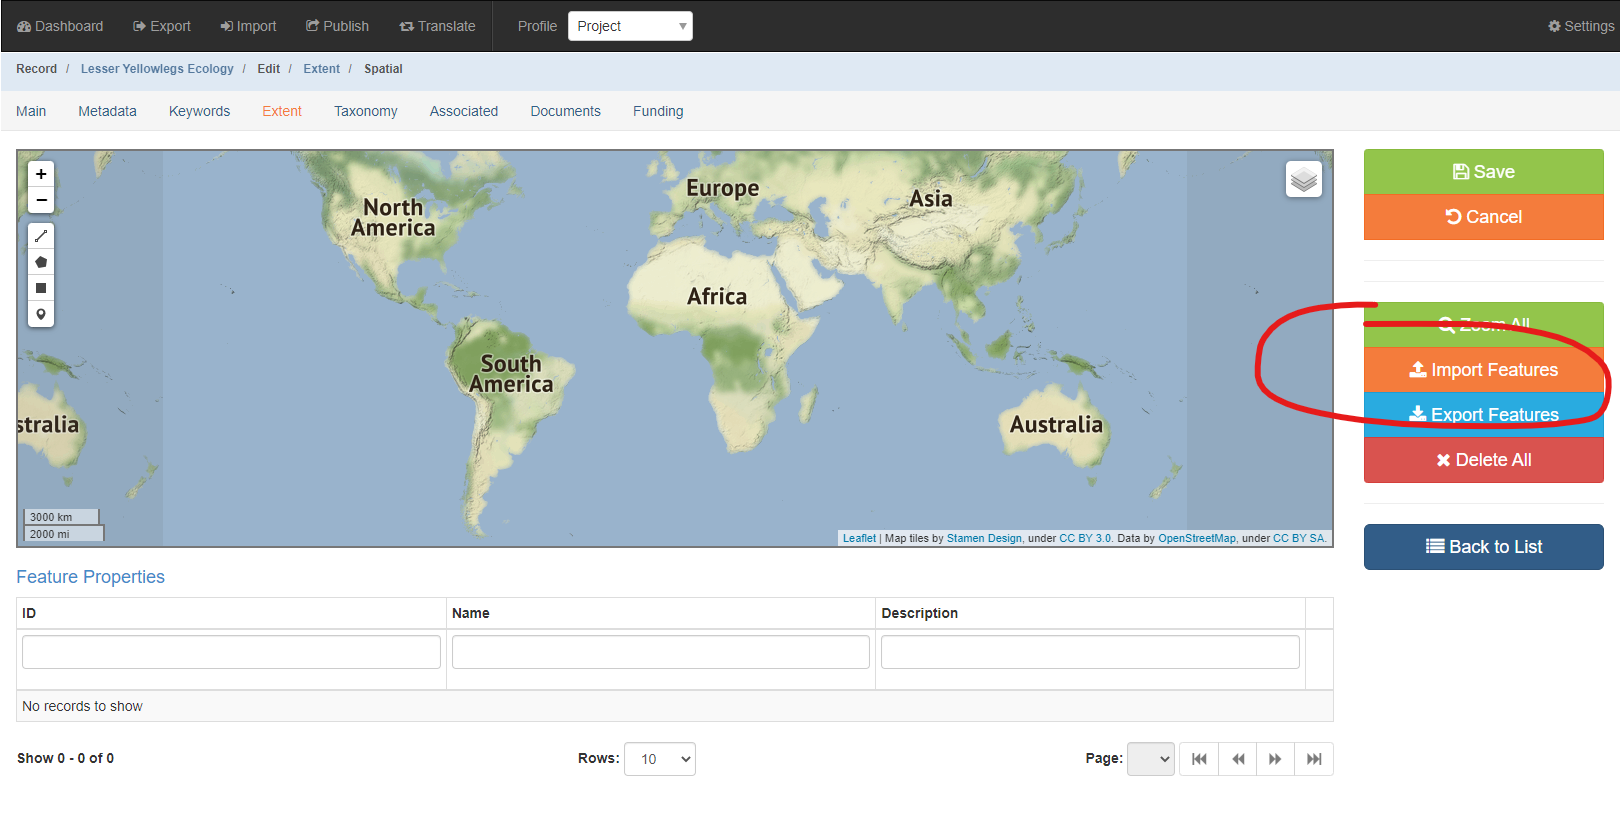 Dashboard Export Import Publish Translate Profile Project Settings
Record / Lesser Yellowlegs Ecology / Edit / Extent / Spatial
Main Metadata Keywords Extent Taxonomy Associated Documents Funding
+
−
North
America
Europe
Asia
Africa
South
America
Australia
stralia
3000 km
2000 mi
Leaflet | Map tiles by Stamen Design, under CC BY 3.0. Data by OpenStreetMap, under CC BY SA.
Save
Cancel
Zoom All
Import Features
Export Features
Delete All
Back to List
Feature Properties
ID Name Description
No records to show
Show 0 - 0 of 0 Rows: 10 Page: